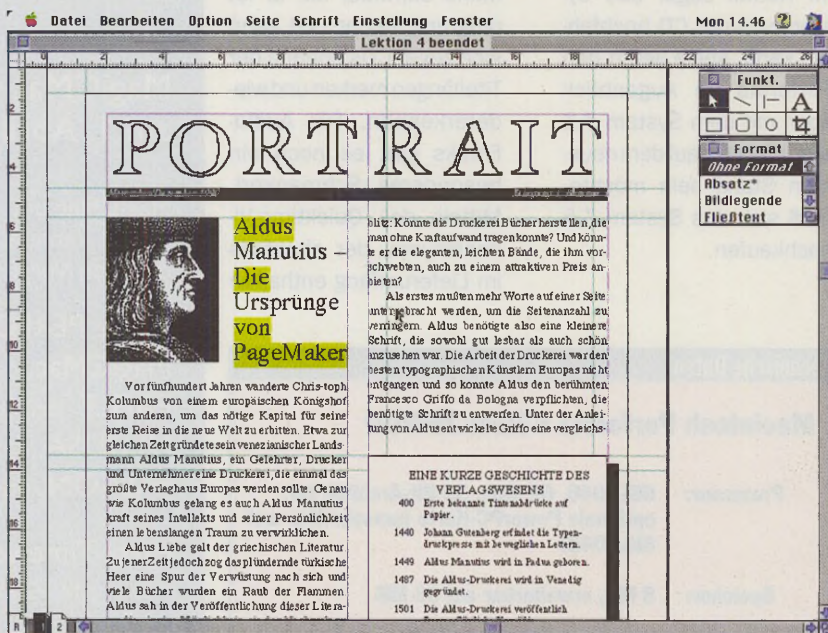 Datei Bearbeiten Option Seite Schrift Einstellung Fenster Mon 14.46
Lektion 4 beendet
Funkt.
A
Format
Ohne Format
Absatz*
Bildlegende
Fließtext
PORTRAIT
Aldus
Manutius –
Die
Ursprünge
von
PageMaker
Vor fünfhundert Jahren wanderte Chris-toph
Kolumbus von einem europäischen Königshof
zum anderen, um das nötige Kapital für seine
erste Reise in die neue Welt zu erbitten. Etwa zur
gleichen Zeit gründete sein venezianischer Lands-
mann Aldus Manutius, ein Gelehrter, Drucker
und Unternehmer eine Druckerei, die einmal das
größte Verlaghaus Europas werden sollte. Genau
wie Kolumbus gelang es auch Aldus Manutius
kraft seines Intellekts und seiner Persönlichkeit
einen lebenslangen Traum zu verwirklichen.
Aldus Liebe galt der griechischen Literatur.
Zu jener Zeit jedoch zog das plündernde türkische
Heer eine Spur der Verwüstung nach sich und
viele Bücher wurden ein Raub der Flammen.
Aldus sah in der Veröffentlichung dieser Litera-
blitz: Könnte die Druckerei Bücher herstellen, die
man ohne Kraftaufwand tragen konnte? Und könn-
te er die eleganten, leichten Bände, die ihm vor-
schwebten, auch zu einem attraktiven Preis an-
bieten?
Als erstes mußten mehr Worte auf einer Seite
untergebracht werden, um die Seitenanzahl zu
verringern. Aldus benötigte also eine kleinere
Schrift, die sowohl gut lesbar als auch schön
anzusehen war. Die Arbeit der Druckerei war den
besten typographischen Künstlern Europas nicht
entgangen und so konnte Aldus den berühmten
Francesco Griffo da Bologna verpflichten, die
benötigte Schrift zu entwerfen. Unter der Anlei-
tung von Aldus entwickelte Griffo eine vergleichs-
EINE KURZE GESCHICHTE DES
VERLAGSWESENS
400 Erste bekannte Tintenabdrücke auf
Papier.
1440 Johann Gutenberg erfindet die Typen-
druckpresse mit beweglichen Lettern.
1449 Aldus Manutius wird in Padua geboren.
1487 Die Aldus-Druckerei wird in Venedig
gegründet.
1501 Die Aldus-Druckerei veröffentlich
R 1 2